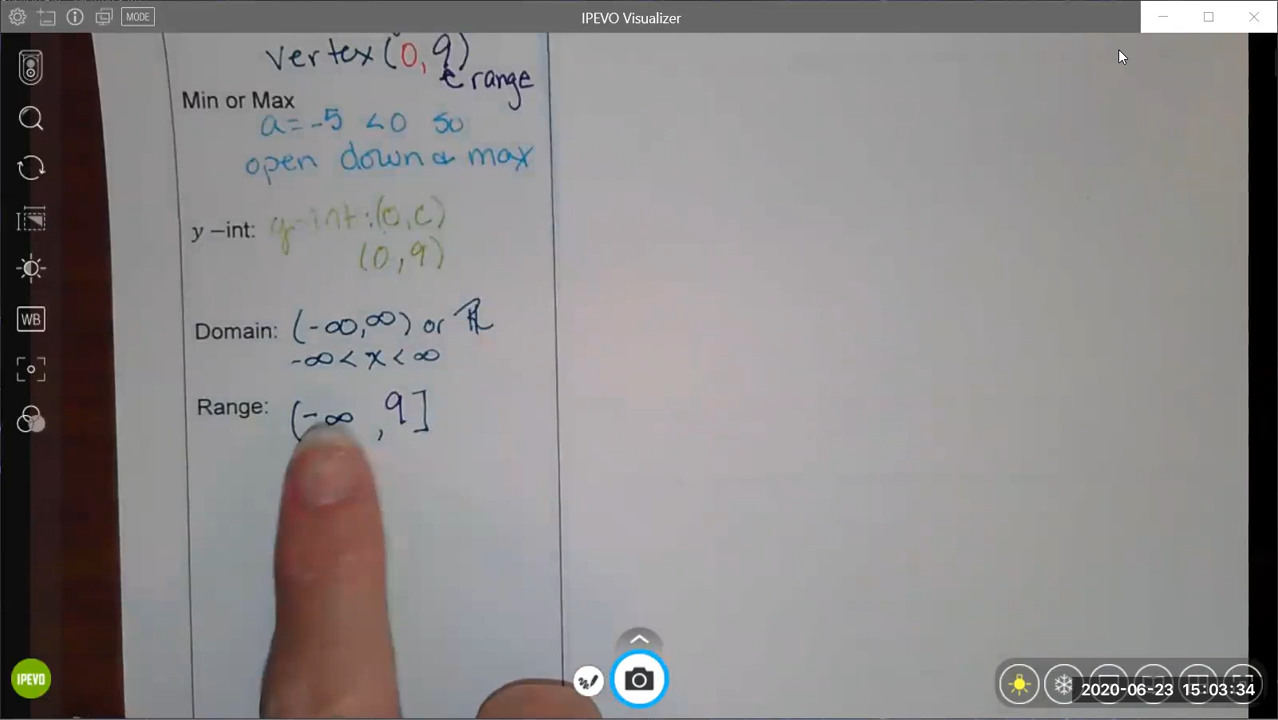 MODE
IPEVO Visualizer
vertex (0, 9)
range
Min or Max
a = -5 < 0 so
open down & max
y-int: y-int: (0, c)
(0, 9)
Domain: (-∞, ∞) or ℝ
-∞ < x < ∞
Range: (-∞, 9]
WB
IPEVO
2020-06-23 15:03:34